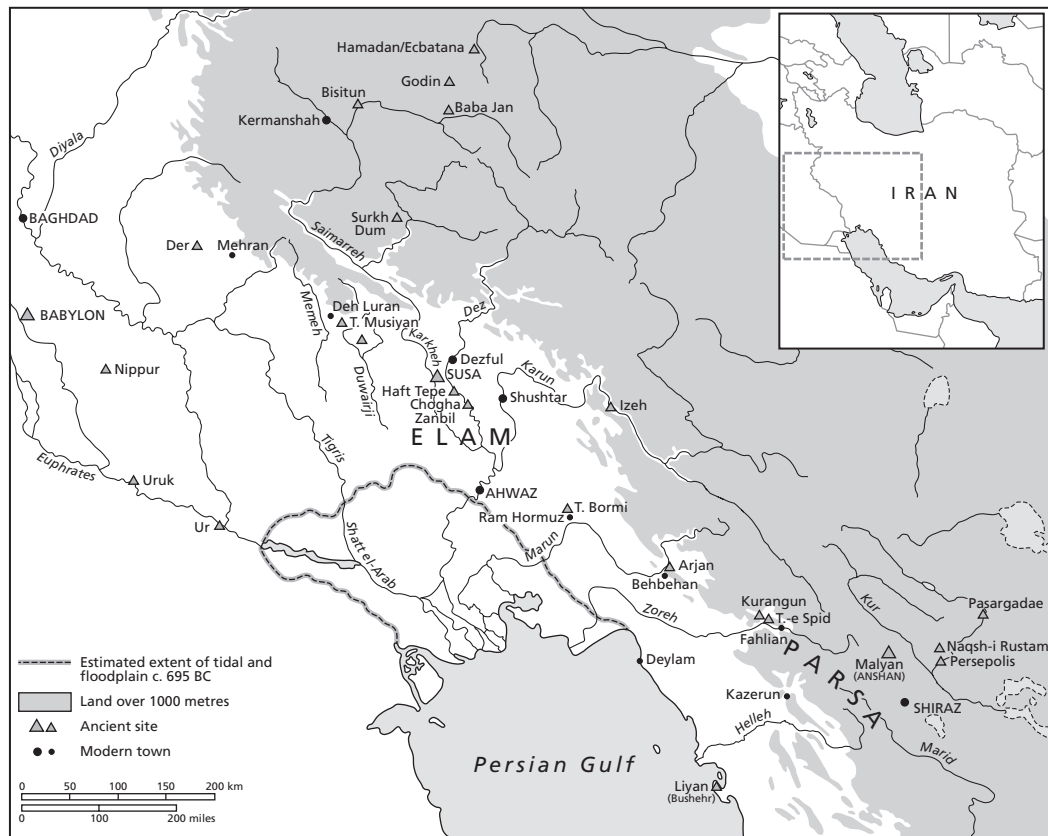 Hamadan/Ecbatana
Godin
Bisitun
Baba Jan
Kermanshah
Diyala
IRAN
BAGHDAD
Surkh
Dum
Saimarreh
Der
Mehran
Memeh
Dez
Deh Luran
T. Musiyan
BABYLON
Karkheh
Dezful
SUSA
Karun
Nippur
Duwairji
Haft Tepe
Chogha
Zanbil
Shushtar
Izeh
ELAM
Tigris
Euphrates
Uruk
AHWAZ
T. Bormi
Ram Hormuz
Ur
Shatt el-Arab
Marun
Arjan
Behbehan
Zoreh
Kurangun
T.-e Spid
Fahlian
Kur
Pasargadae
Naqsh-i Rustam
Persepolis
Malyan
(ANSHAN)
PARSA
Deylam
Kazerun
SHIRAZ
Helleh
Marid
Persian Gulf
Liyan
(Bushehr)
Estimated extent of tidal and
floodplain c. 695 BC
Land over 1000 metres
Ancient site
Modern town
0 50 100 150 200 km
0 100 200 miles